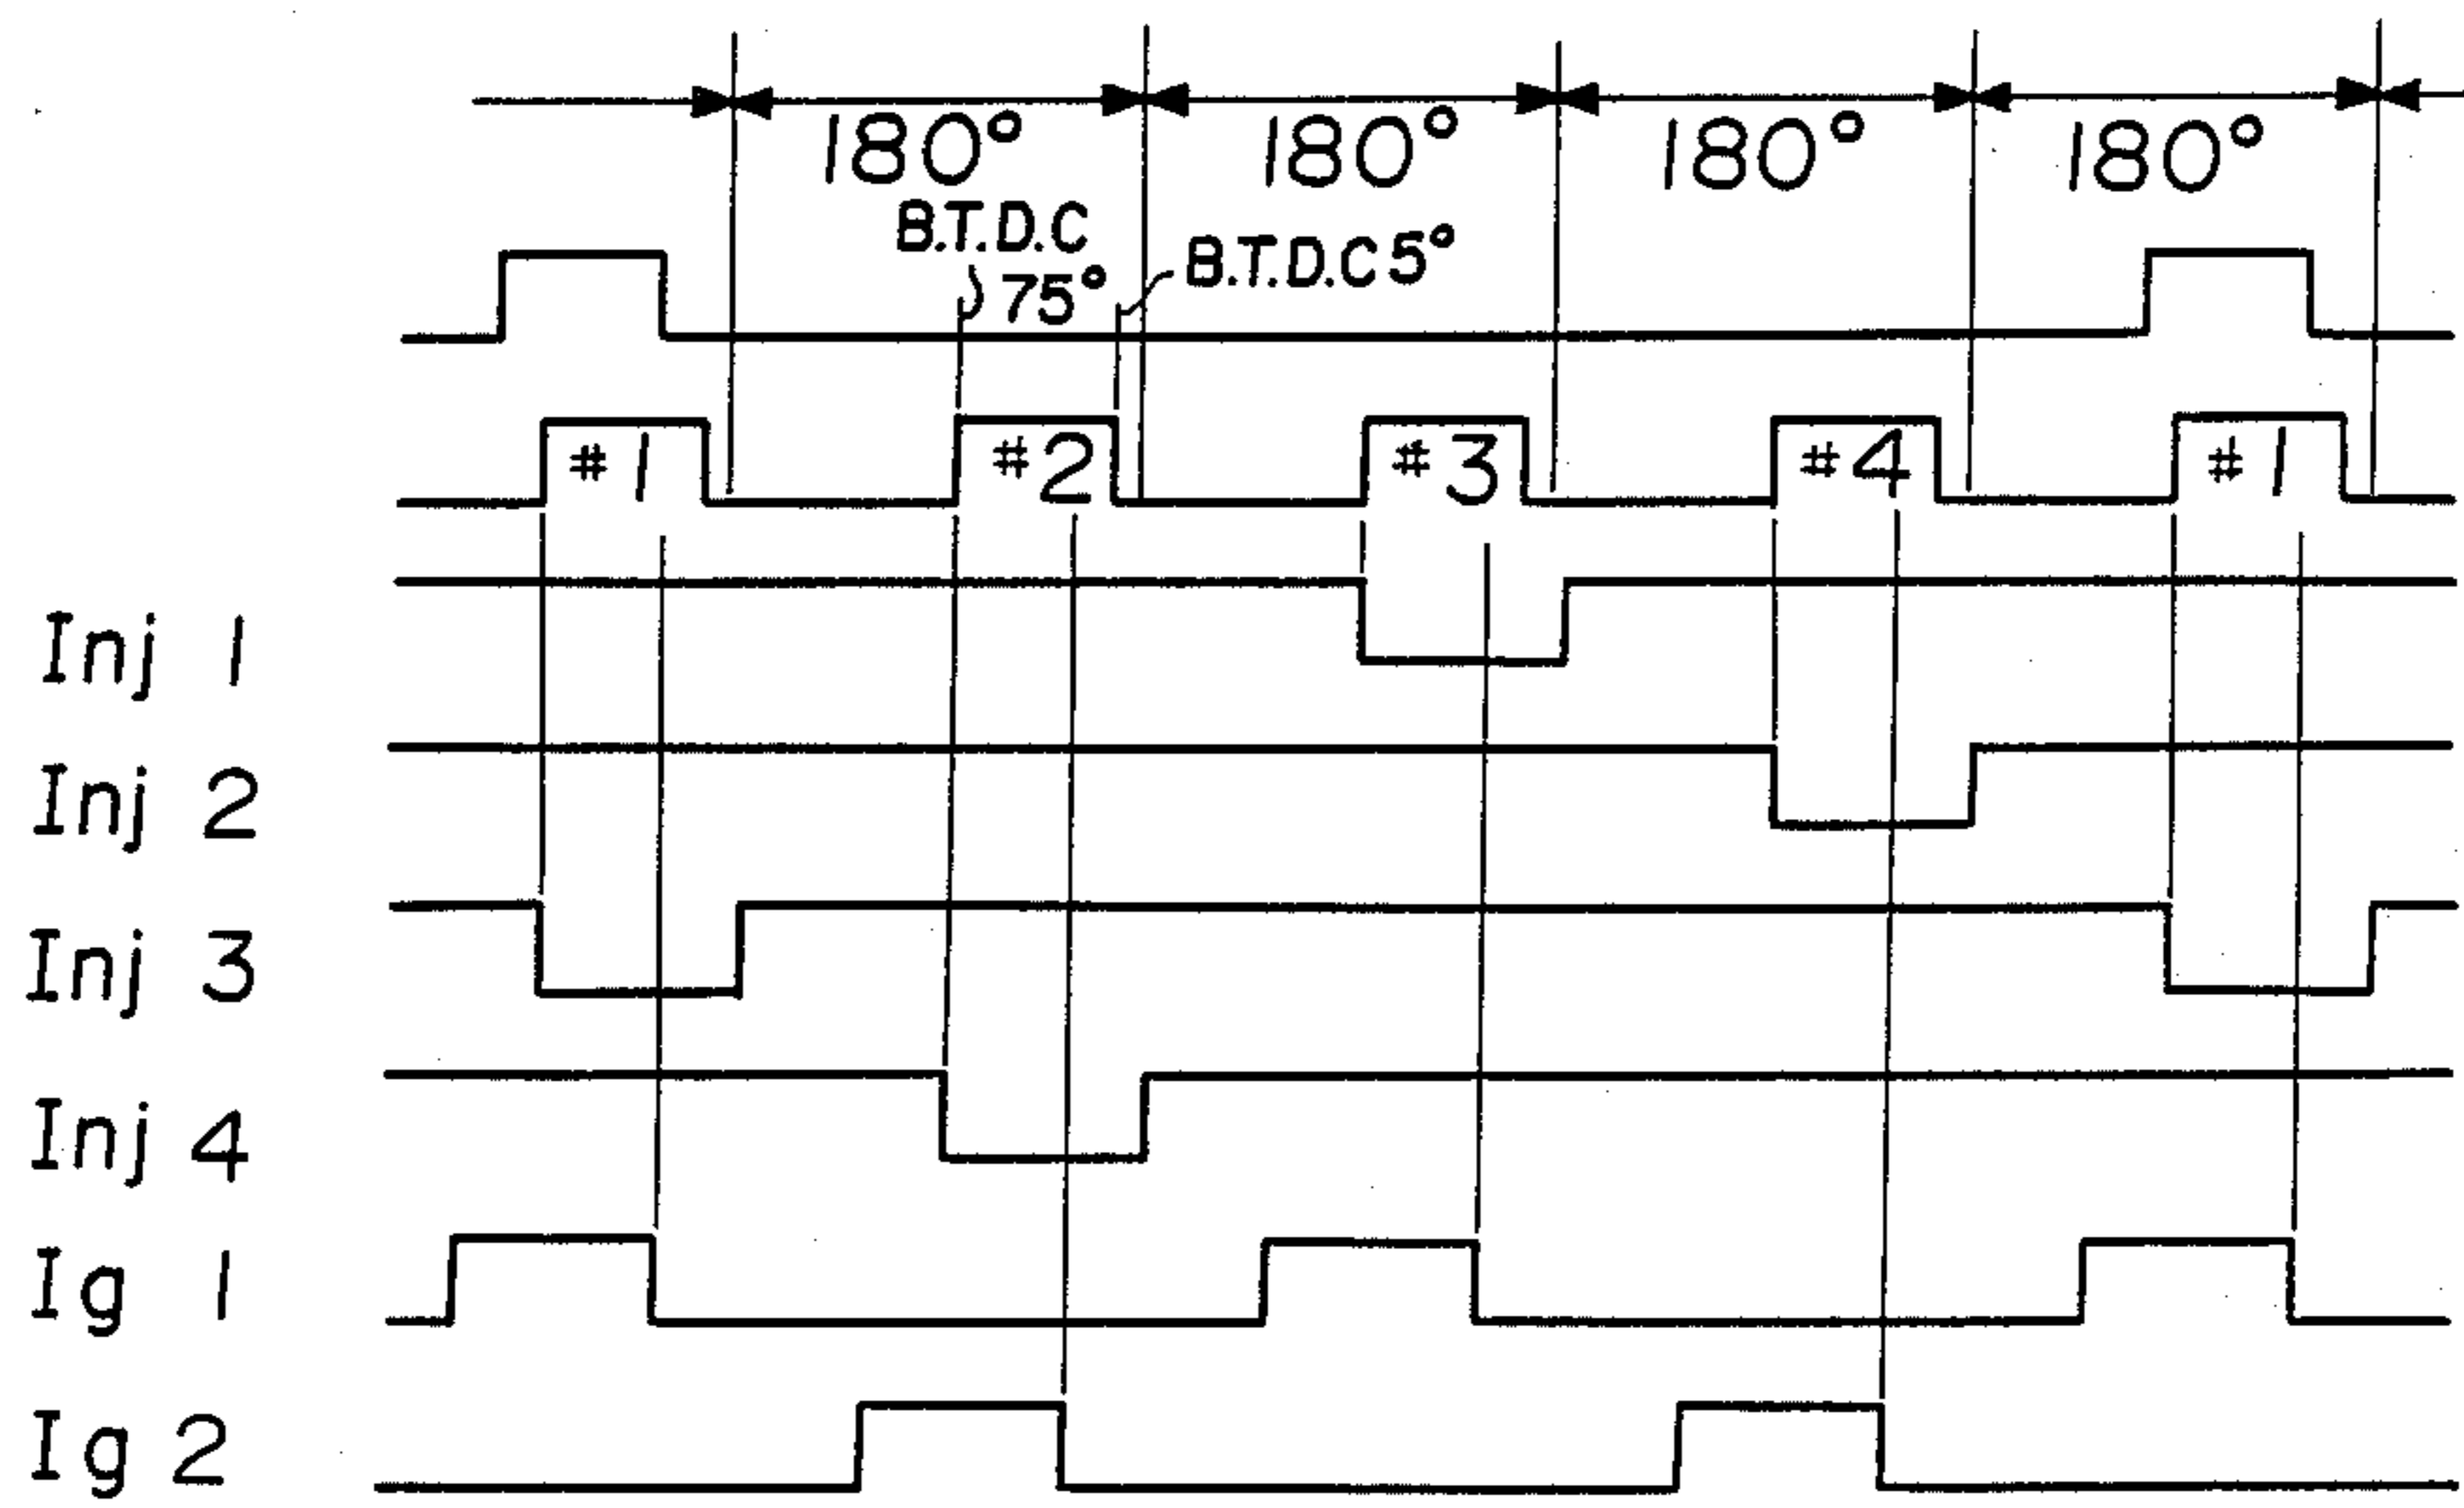 180° 180° 180° 180°
B.T.D.C
75°
B.T.D.C 5°
#1 #2 #3 #4 #1
Inj 1
Inj 2
Inj 3
Inj 4
Ig 1
Ig 2